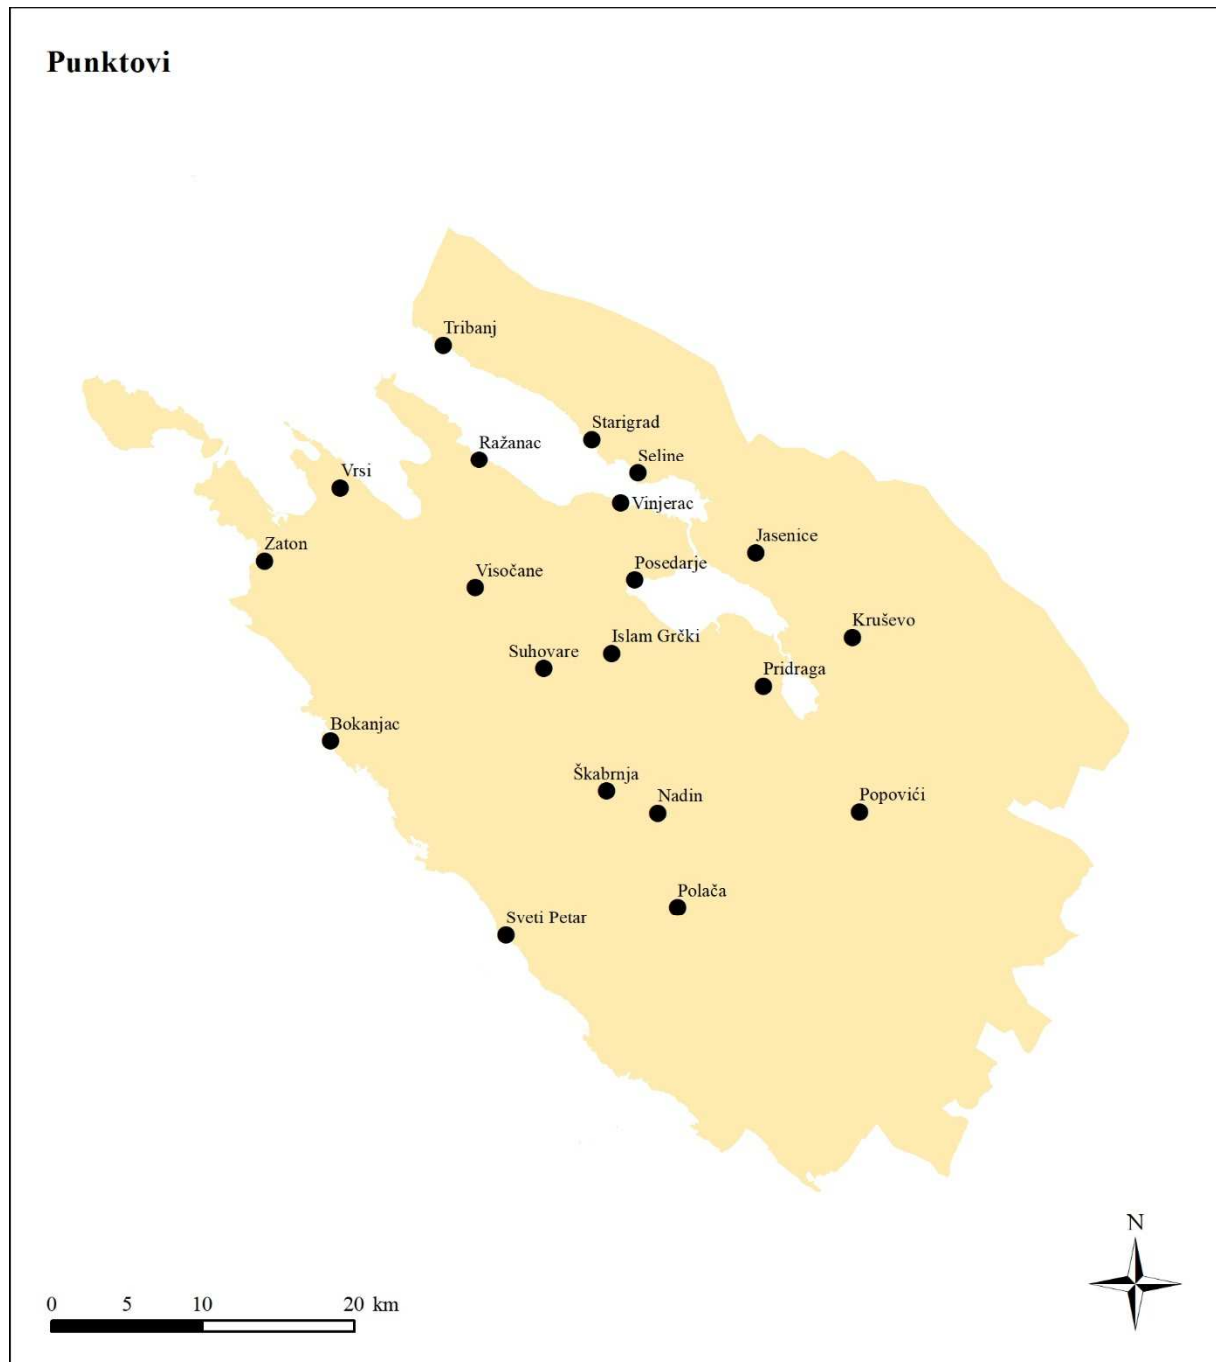 Punktovi
Tribanj
Starigrad
Ražanac
Seline
Vrsi
Vinjerac
Jasenice
Zaton
Posedarje
Visočane
Kruševo
Islam Grčki
Suhovare
Pridraga
Bokanjac
Škabrnja
Nadin
Popovići
Polača
Sveti Petar
N
0 5 10 20 km